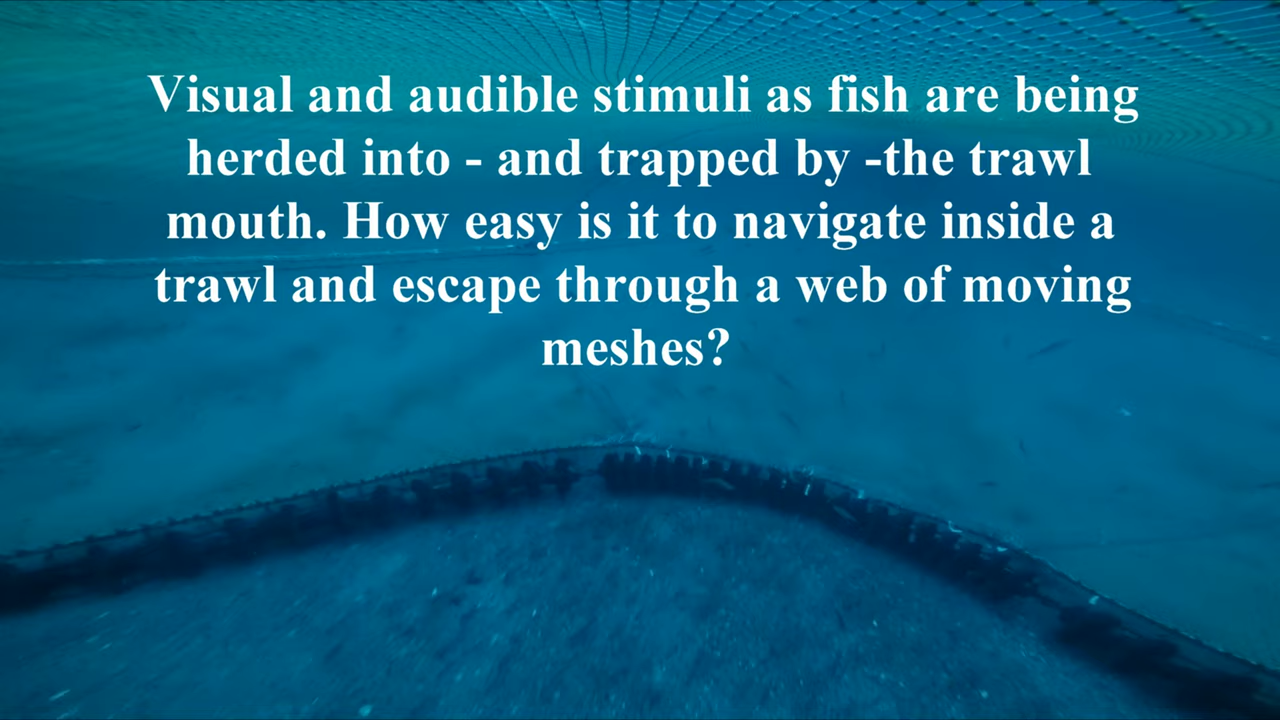 Visual and audible stimuli as fish are being
herded into - and trapped by -the trawl
mouth. How easy is it to navigate inside a
trawl and escape through a web of moving
meshes?